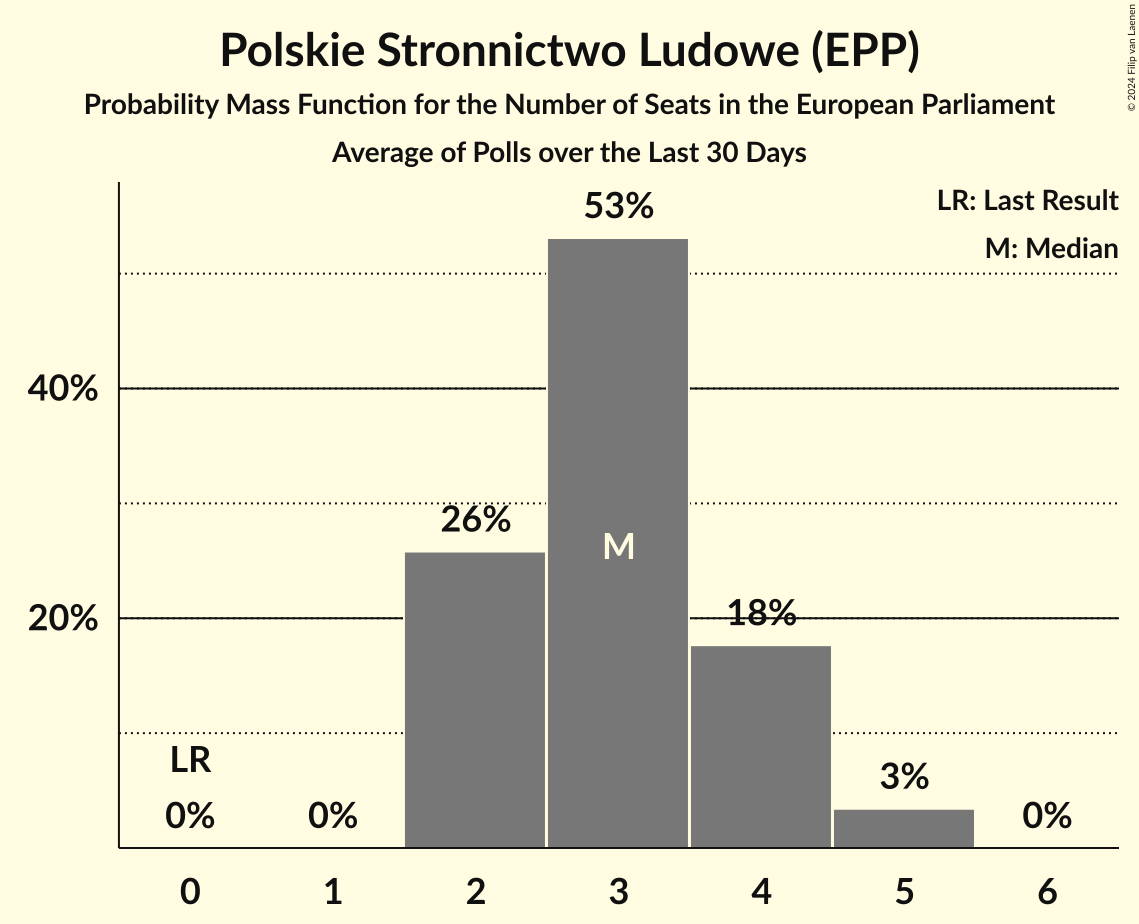 Polskie Stronnictwo Ludowe (EPP)
Probability Mass Function for the Number of Seats in the European Parliament
Average of Polls over the Last 30 Days
© 2024 Filip van Laenen
LR: Last Result
M: Median
53%
40%
26%
M
20%
18%
LR
0%
0%
3%
0%
0 1 2 3 4 5 6